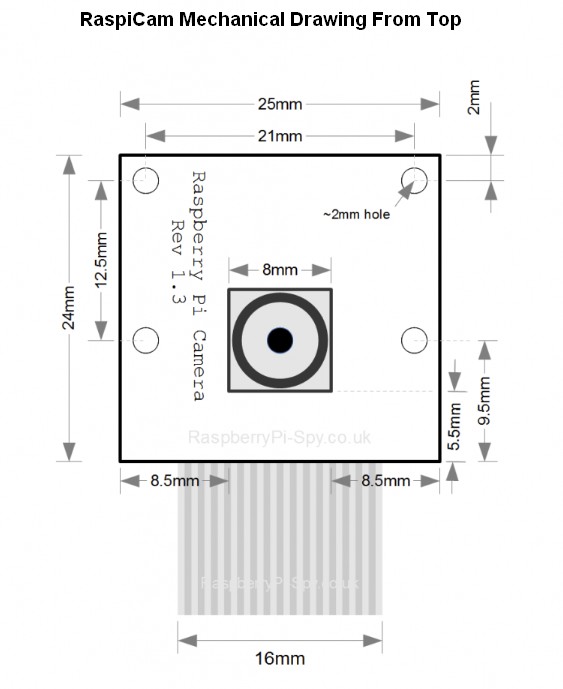 RaspiCam Mechanical Drawing From Top
25mm
2mm
21mm
~2mm hole
Raspberry Pi Camera
Rev 1.3
12.5mm
8mm
24mm
9.5mm
5.5mm
RaspberryPi-Spy.co.uk
8.5mm
8.5mm
RaspberryPi-Spy.co.uk
16mm